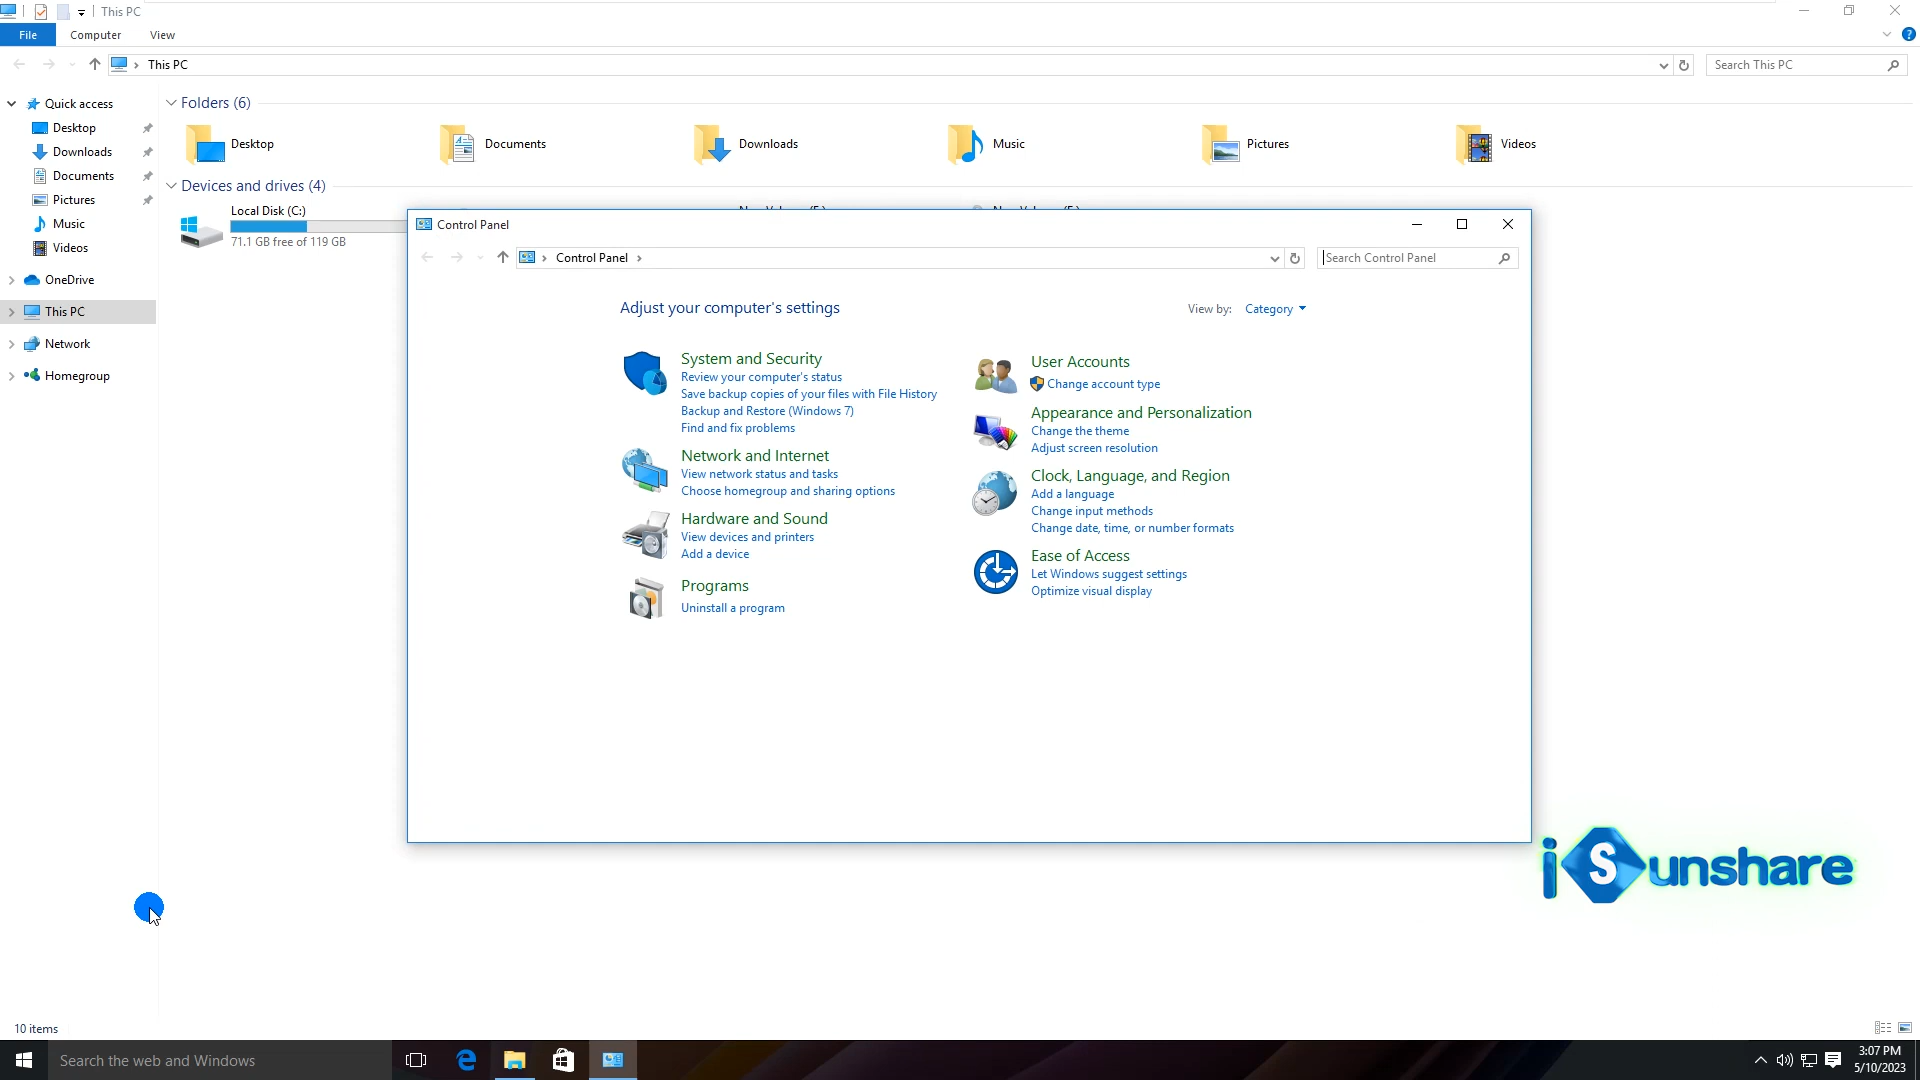 This PC
File
Computer
View
This PC
Search This PC
Quick access
Desktop
Downloads
Documents
Pictures
Music
Videos
OneDrive
This PC
Network
Homegroup
Folders (6)
Desktop
Documents
Downloads
Music
Pictures
Videos
Devices and drives (4)
Local Disk (C:)
71.1 GB free of 119 GB
Control Panel
Control Panel
Search Control Panel
Adjust your computer's settings
View by:
Category
System and Security
Review your computer's status
Save backup copies of your files with File History
Backup and Restore (Windows 7)
Find and fix problems
Network and Internet
View network status and tasks
Choose homegroup and sharing options
Hardware and Sound
View devices and printers
Add a device
Programs
Uninstall a program
User Accounts
Change account type
Appearance and Personalization
Change the theme
Adjust screen resolution
Clock, Language, and Region
Add a language
Change input methods
Change date, time, or number formats
Ease of Access
Let Windows suggest settings
Optimize visual display
iSunshare
10 items
Search the web and Windows
3:07 PM
5/10/2023